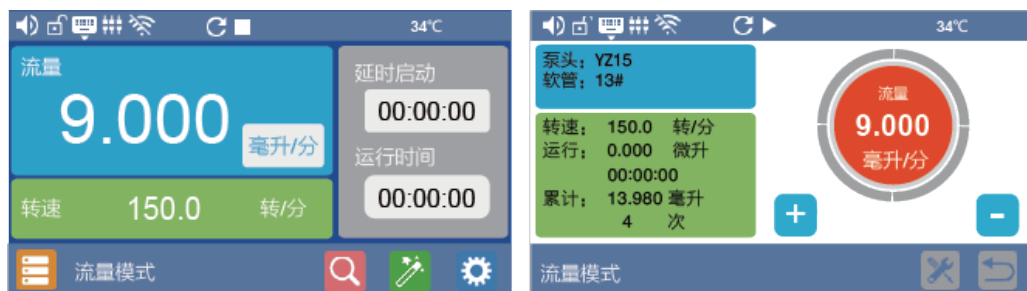 34℃
流量
9.000
毫升/分
转速 150.0 转/分
延时启动
00:00:00
运行时间
00:00:00
流量模式
34℃
泵头：YZ15
软管：13#
转速： 150.0 转/分
运行： 0.000 微升
00:00:00
累计： 13.980 毫升
4 次
流量
9.000
毫升/分
+
-
流量模式